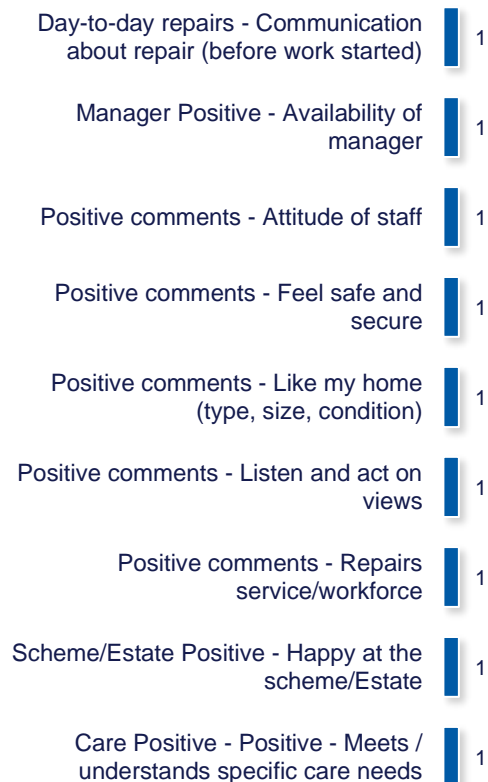 Day-to-day repairs - Communication
about repair (before work started)
1
Manager Positive - Availability of
manager
1
Positive comments - Attitude of staff
1
Positive comments - Feel safe and
secure
1
Positive comments - Like my home
(type, size, condition)
1
Positive comments - Listen and act on
views
1
Positive comments - Repairs
service/workforce
1
Scheme/Estate Positive - Happy at the
scheme/Estate
1
Care Positive - Positive - Meets /
understands specific care needs
1